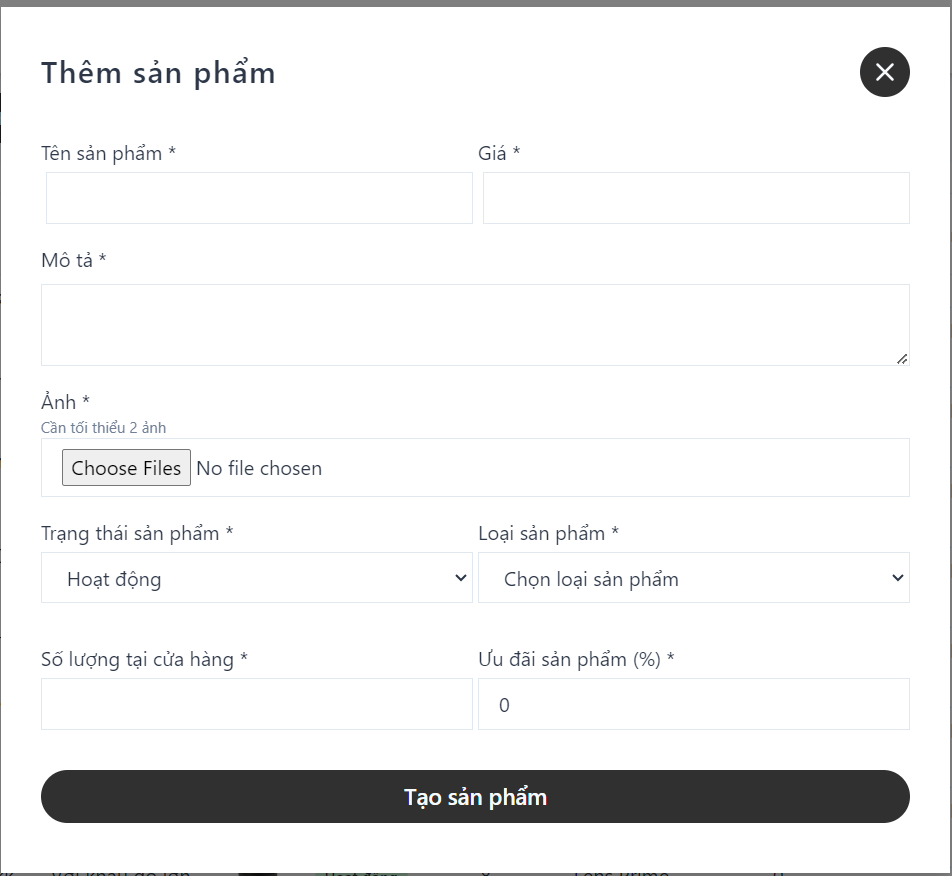 Thêm sản phẩm
Tên sản phẩm * Giá *
Mô tả *
Ảnh *
Cần tối thiểu 2 ảnh
Choose Files No file chosen
Trạng thái sản phẩm * Loại sản phẩm *
Hoạt động Chọn loại sản phẩm
Số lượng tại cửa hàng * Ưu đãi sản phẩm (%) *
0
Tạo sản phẩm